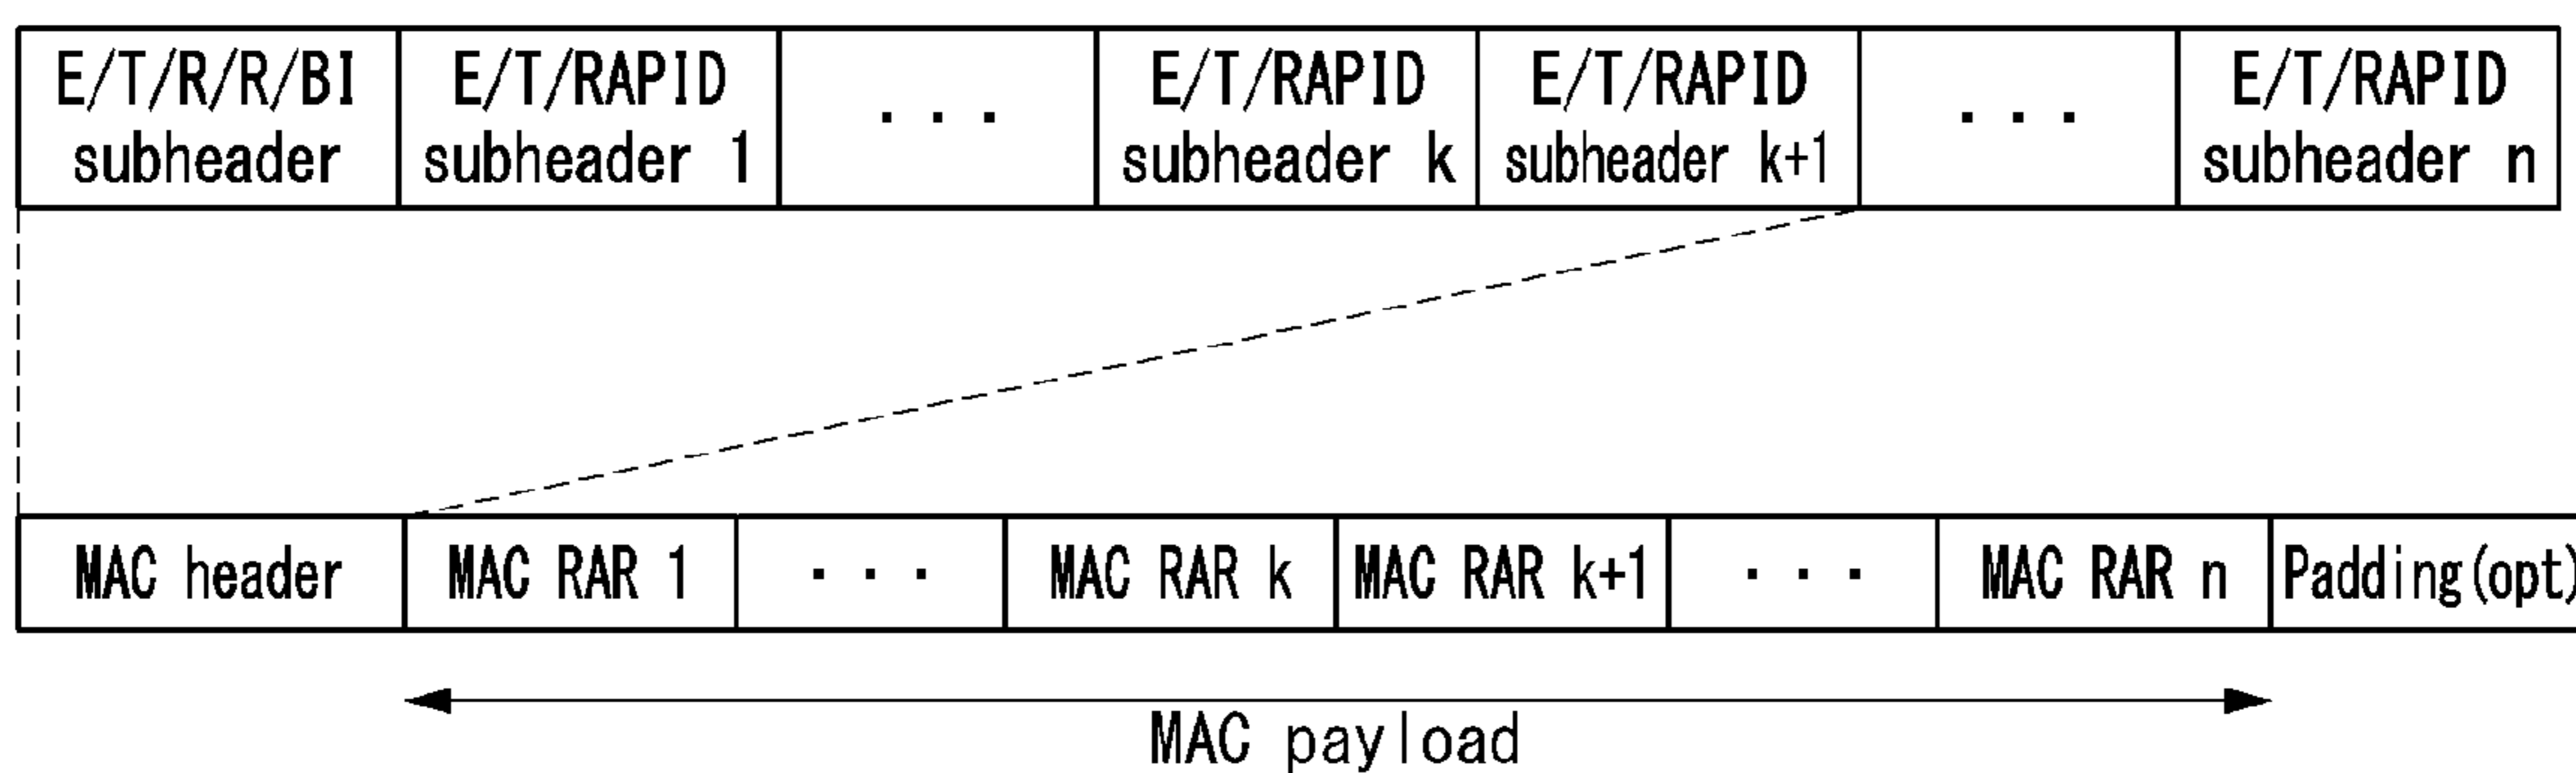 E/T/R/R/BI subheader
E/T/RAPID subheader 1
. . .
E/T/RAPID subheader k
E/T/RAPID subheader k+1
. . .
E/T/RAPID subheader n
MAC header
MAC RAR 1
. . .
MAC RAR k
MAC RAR k+1
. . .
MAC RAR n
Padding(opt)
MAC payload